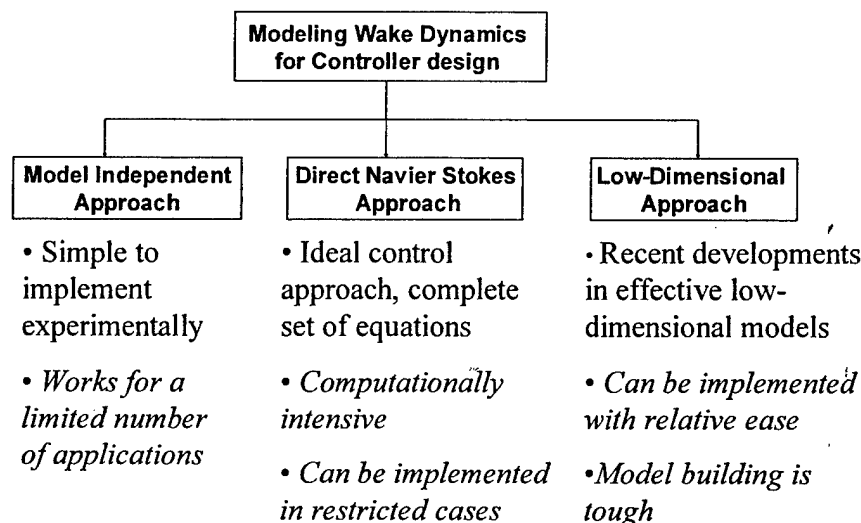 Modeling Wake Dynamics
for Controller design
Model Independent
Approach
• Simple to
implement
experimentally
• Works for a
limited number
of applications
Direct Navier Stokes
Approach
• Ideal control
approach, complete
set of equations
• Computationally
intensive
• Can be implemented
in restricted cases
Low-Dimensional
Approach
• Recent developments
in effective low-
dimensional models
• Can be implemented
with relative ease
•Model building is
tough